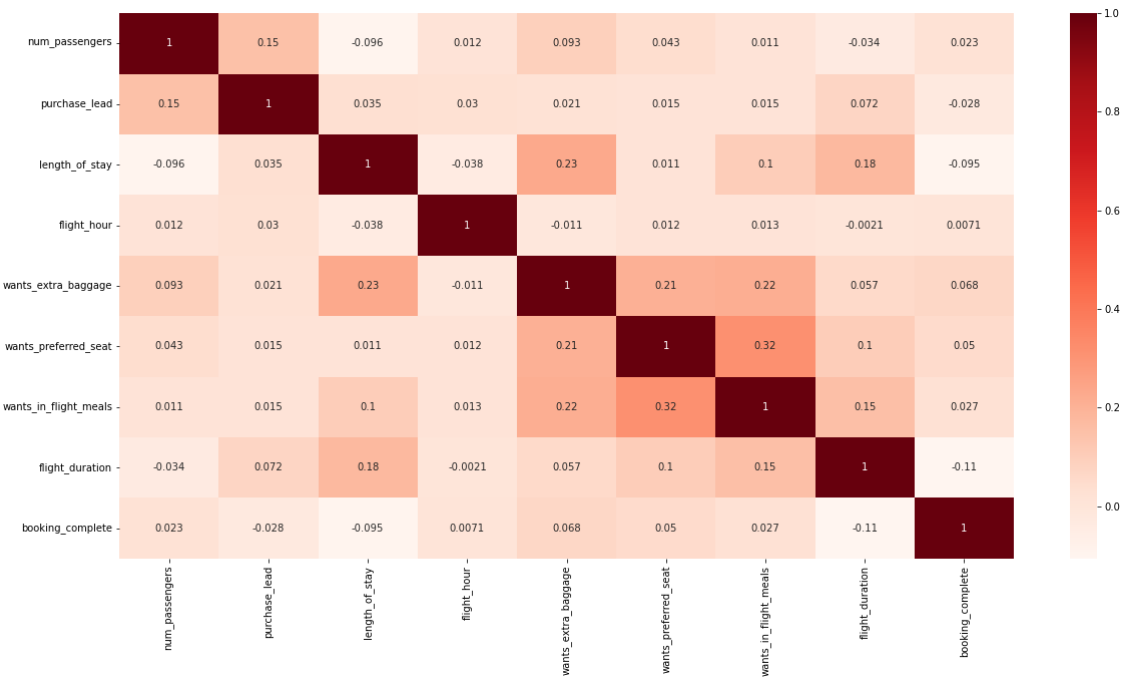 num_passengers 1 0.15 -0.096 0.012 0.093 0.043 0.011 -0.034 0.023
purchase_lead 0.15 1 0.035 0.03 0.021 0.015 0.015 0.072 -0.028
length_of_stay -0.096 0.035 1 -0.038 0.23 0.011 0.1 0.18 -0.095
flight_hour 0.012 0.03 -0.038 1 -0.011 0.012 0.013 -0.0021 0.0071
wants_extra_baggage 0.093 0.021 0.23 -0.011 1 0.21 0.22 0.057 0.068
wants_preferred_seat 0.043 0.015 0.011 0.012 0.21 1 0.32 0.1 0.05
wants_in_flight_meals 0.011 0.015 0.1 0.013 0.22 0.32 1 0.15 0.027
flight_duration -0.034 0.072 0.18 -0.0021 0.057 0.1 0.15 1 -0.11
booking_complete 0.023 -0.028 -0.095 0.0071 0.068 0.05 0.027 -0.11 1
num_passengers
purchase_lead
length_of_stay
flight_hour
wants_extra_baggage
wants_preferred_seat
wants_in_flight_meals
flight_duration
booking_complete
1.0
0.8
0.6
0.4
0.2
0.0